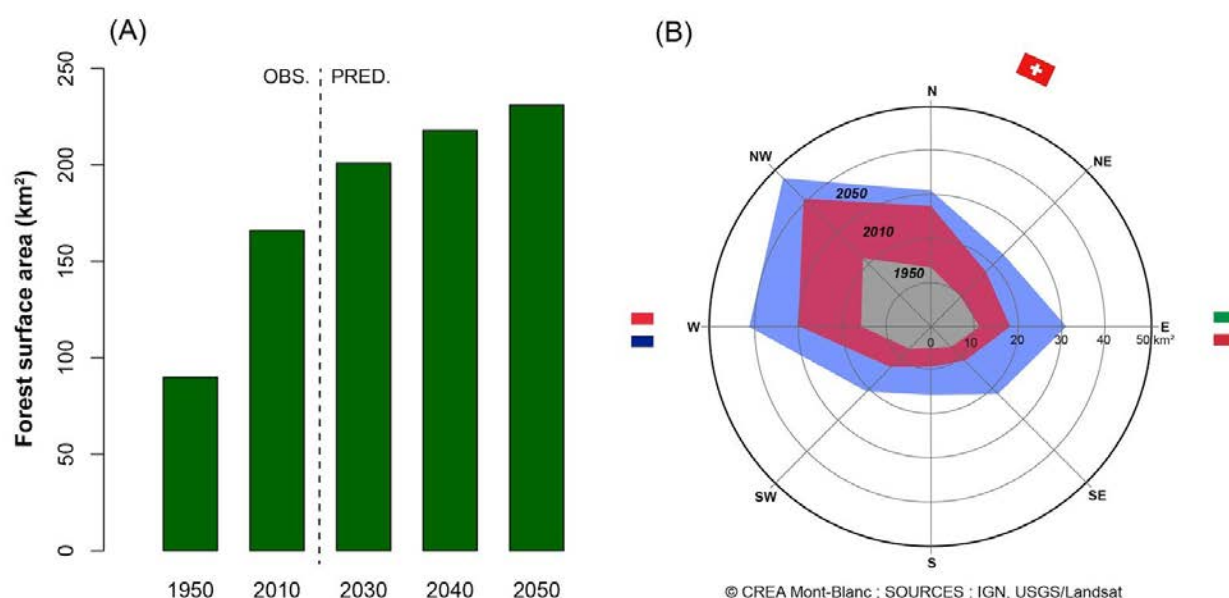 (A)
Forest surface area (km²)
250
200
150
100
50
0
OBS. PRED.
1950 2010 2030 2040 2050
(B)
N
NW NE
2050
2010
1950
W E
0 10 20 30 40 50 km²
SW SE
S
© CREA Mont-Blanc ; SOURCES : IGN, USGS/Landsat